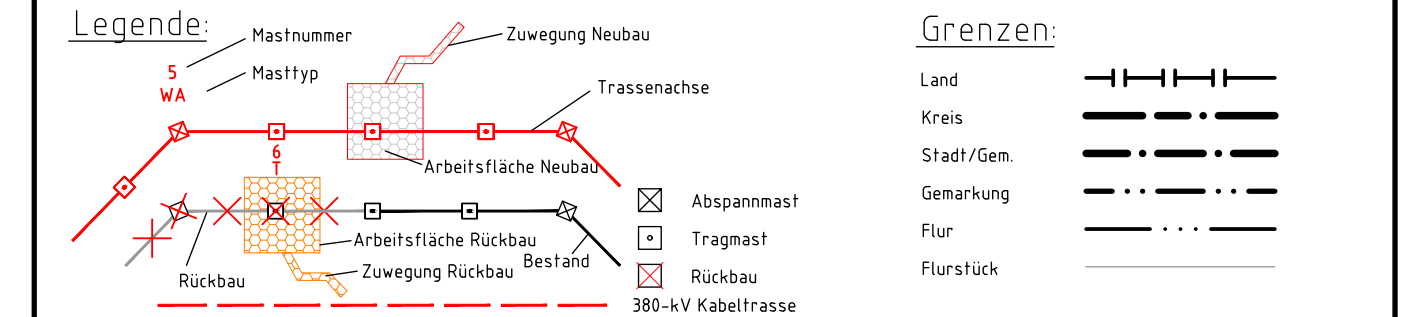 Legende:
Mastnummer
5
Masttyp
WA
Zuwegung Neubau
Trassenachse
6
T
Arbeitsfläche Neubau
Arbeitsfläche Rückbau
Bestand
Zuwegung Rückbau
Rückbau
Abspannmast
Tragmast
Rückbau
380-kV Kabeltrasse
Grenzen:
Land
Kreis
Stadt/Gem.
Gemarkung
Flur
Flurstück